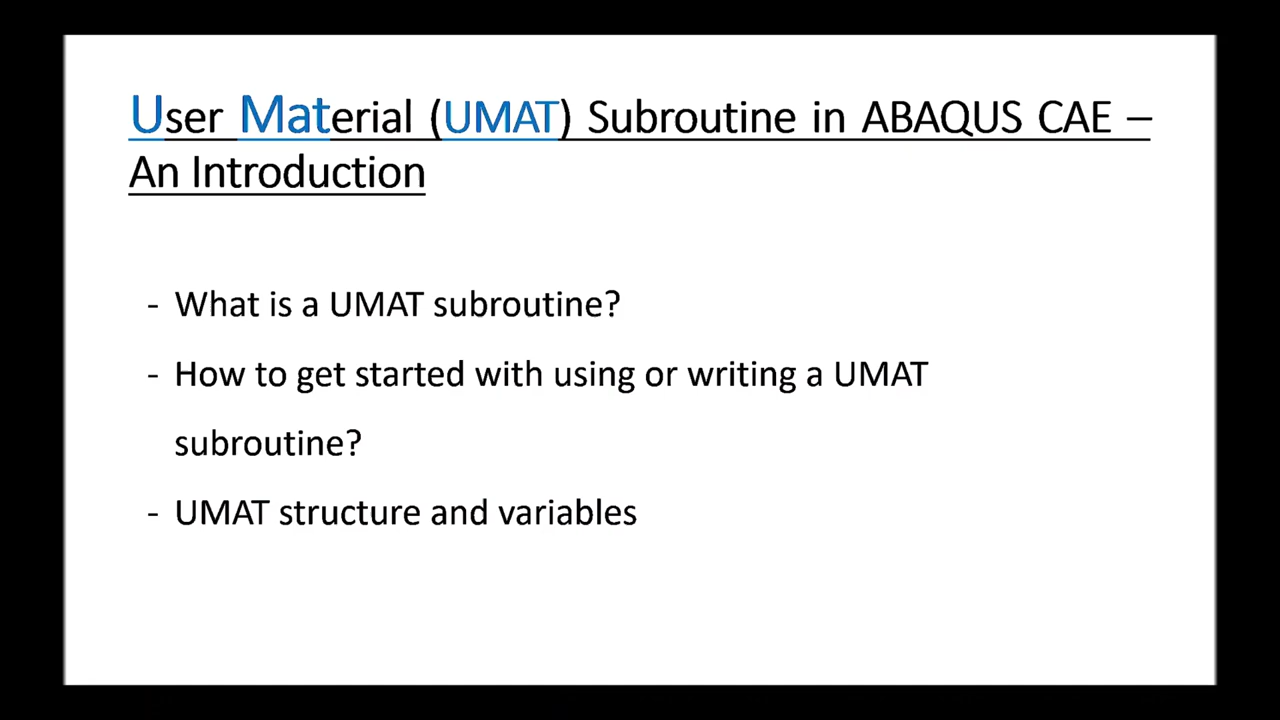 User Material (UMAT) Subroutine in ABAQUS CAE –
An Introduction
- What is a UMAT subroutine?
- How to get started with using or writing a UMAT
subroutine?
- UMAT structure and variables